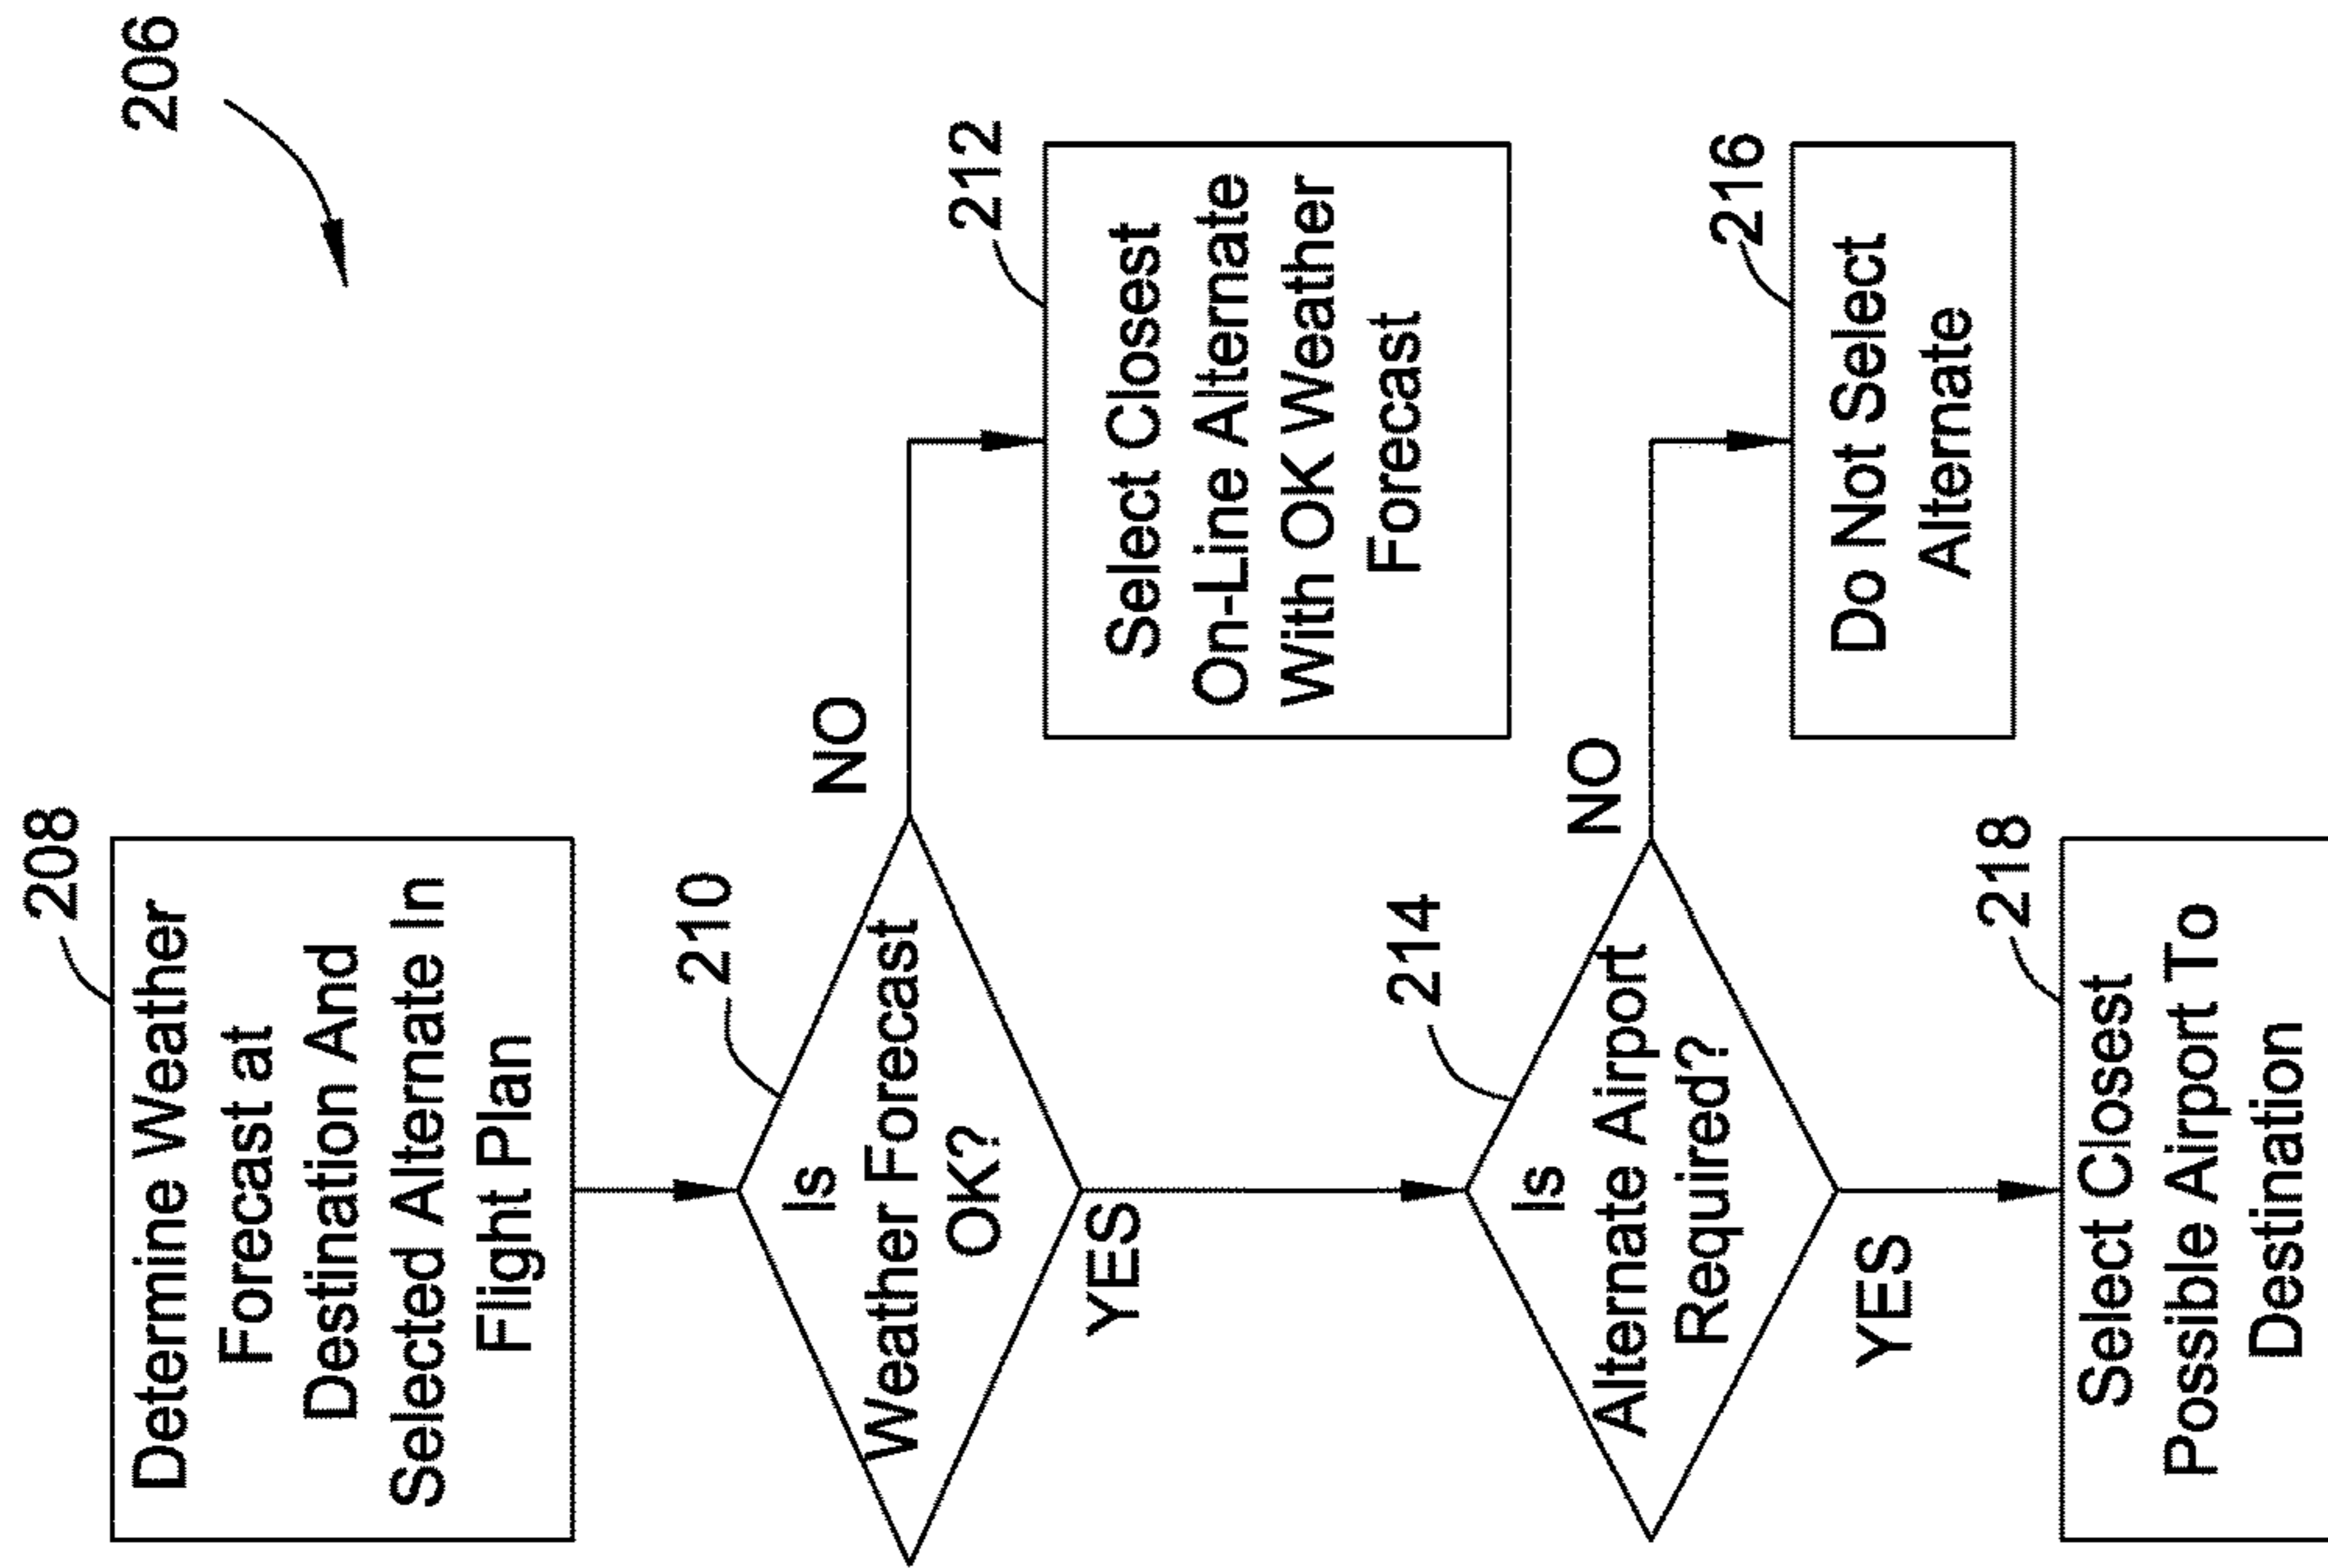 206
208
Determine Weather
Forecast at
Destination And
Selected Alternate In
Flight Plan
210
Is
Weather Forecast
OK?
NO
212
Select Closest
On-Line Alternate
With OK Weather
Forecast
YES
214
Is
Alternate Airport
Required?
NO
216
Do Not Select
Alternate
YES
218
Select Closest
Possible Airport To
Destination